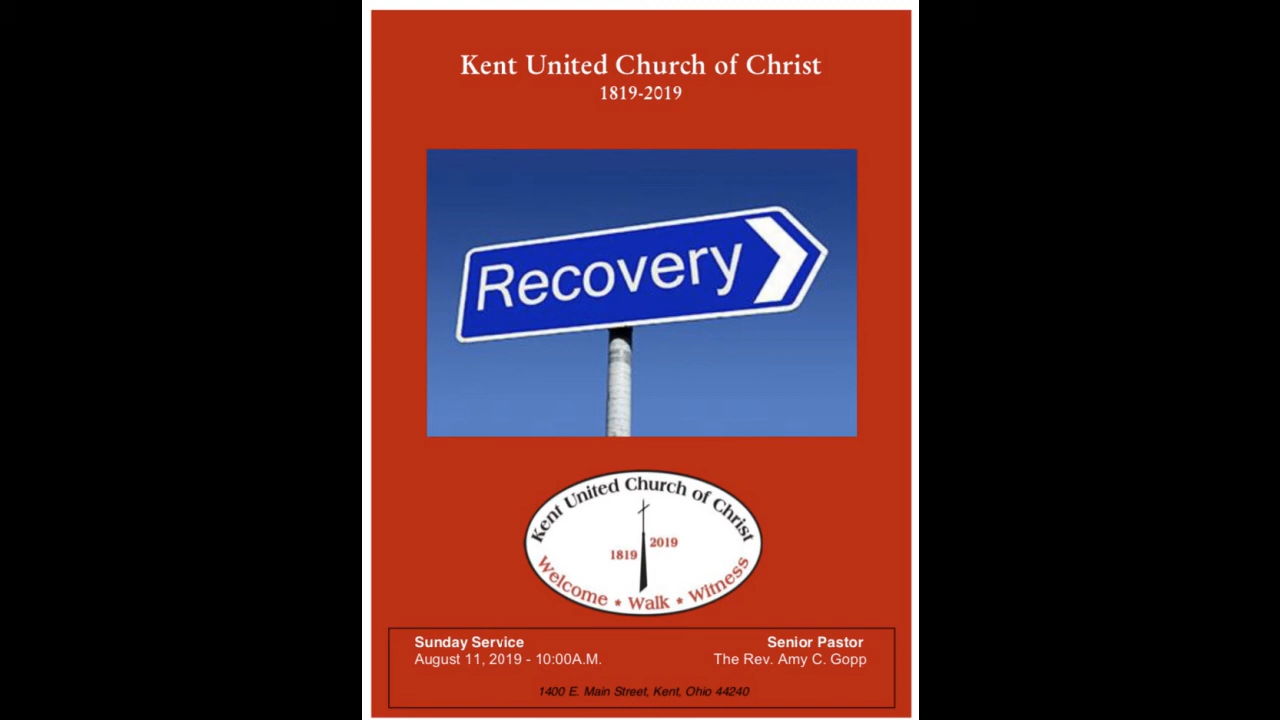 Kent United Church of Christ
1819-2019
Recovery
Kent United Church of Christ
1819 2019
Welcome * Walk * Witness
Sunday Service
Senior Pastor
August 11, 2019 - 10:00A.M.
The Rev. Amy C. Gopp
1400 E. Main Street, Kent, Ohio 44240